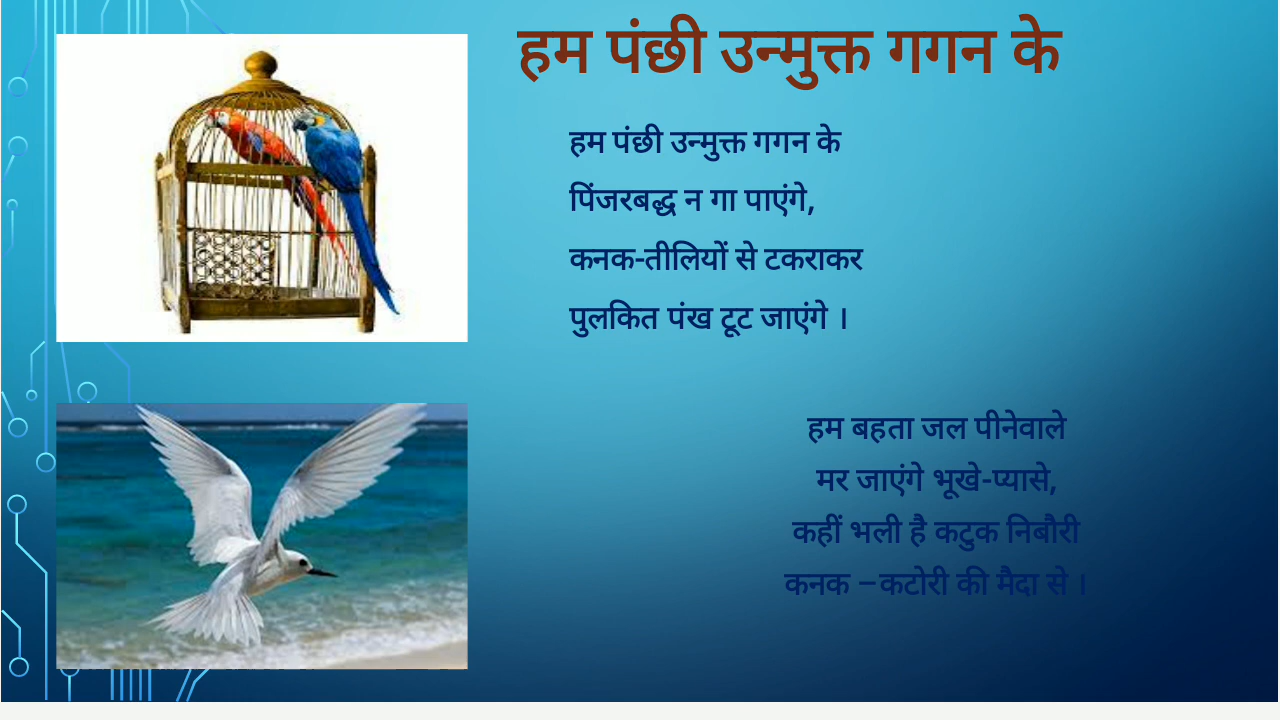 हम पंछी उन्मुक्त गगन के
हम पंछी उन्मुक्त गगन के
पिंजरबद्ध न गा पाएंगे,
कनक-तीलियों से टकराकर
पुलकित पंख टूट जाएंगे ।
हम बहता जल पीनेवाले
मर जाएंगे भूखे-प्यासे,
कहीं भली है कटुक निबौरी
कनक –कटोरी की मैदा से ।